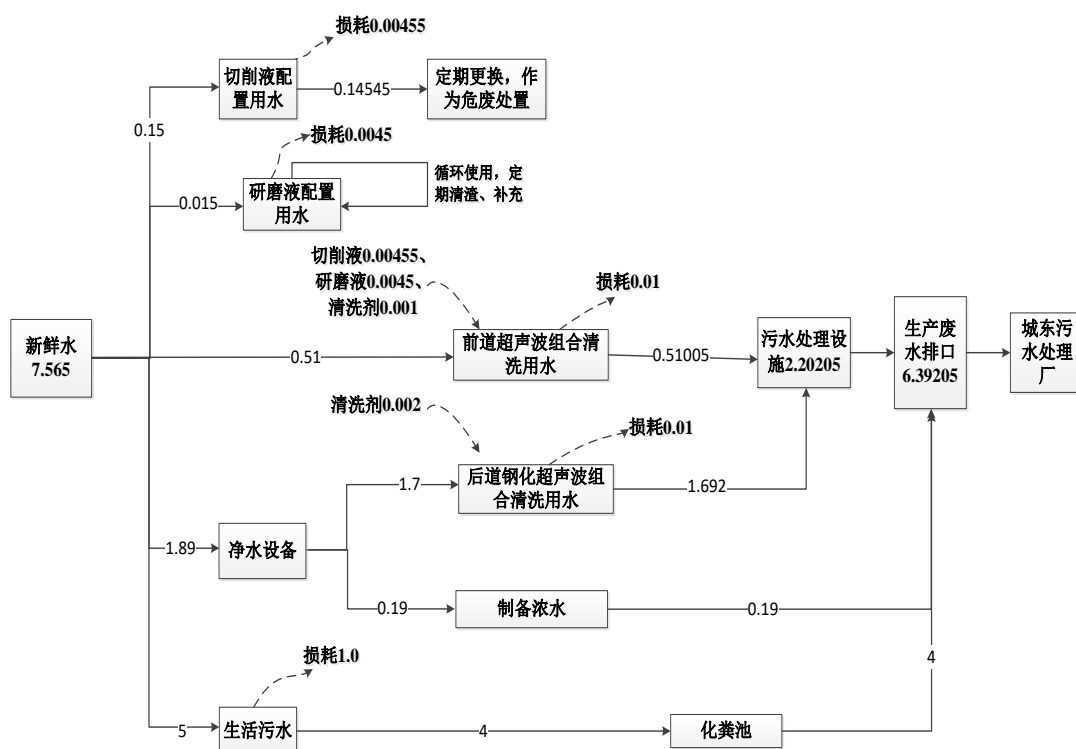 损耗0.00455
切削液配
置用水
0.14545
定期更换，作
为危废处置
0.15
损耗0.0045
循环使用，定
期清渣、补充
研磨液配置
用水
0.015
切削液0.00455、
研磨液0.0045、
清洗剂0.001
损耗0.01
新鲜水
7.565
0.51
前道超声波组合清
洗用水
0.51005
污水处理设
施2.20205
生产废
水排口
6.39205
城东污
水处理
厂
清洗剂0.002
损耗0.01
1.7
后道钢化超声波组
合清洗用水
1.692
1.89
净水设备
0.19
制备浓水
0.19
损耗1.0
4
5
生活污水
4
化粪池